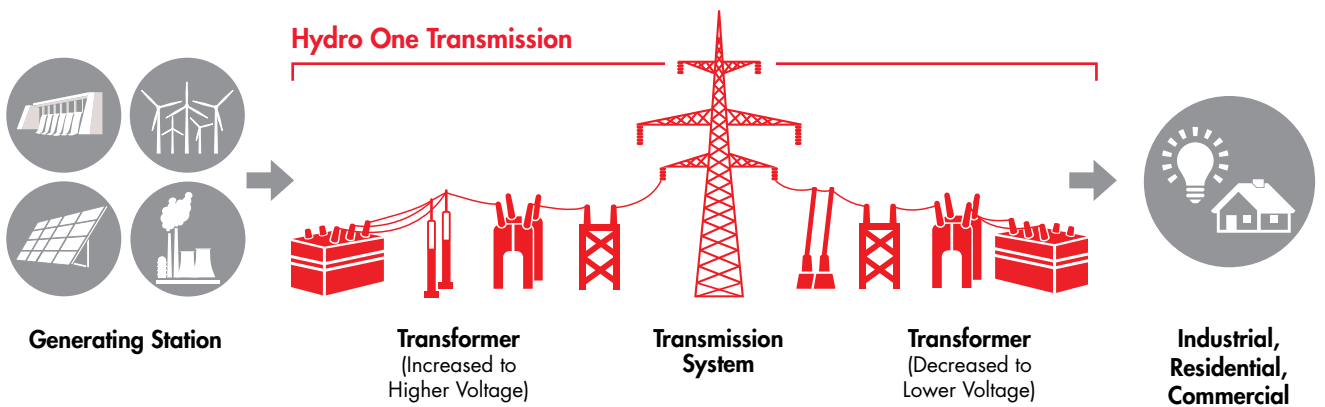 Hydro One Transmission
Generating Station
Transformer
(Increased to
Higher Voltage)
Transmission
System
Transformer
(Decreased to
Lower Voltage)
Industrial,
Residential,
Commercial